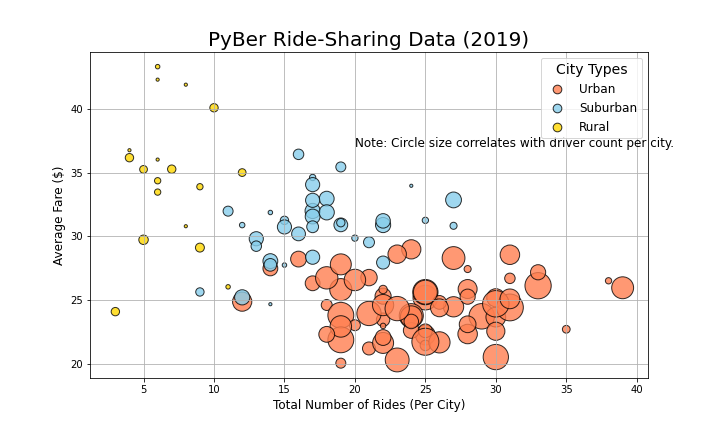 PyBer Ride-Sharing Data (2019)
City Types
Urban
Suburban
Rural
Note: Circle size correlates with driver count per city.
Average Fare ($)
40
35
30
25
20
5 10 15 20 25 30 35 40
Total Number of Rides (Per City)